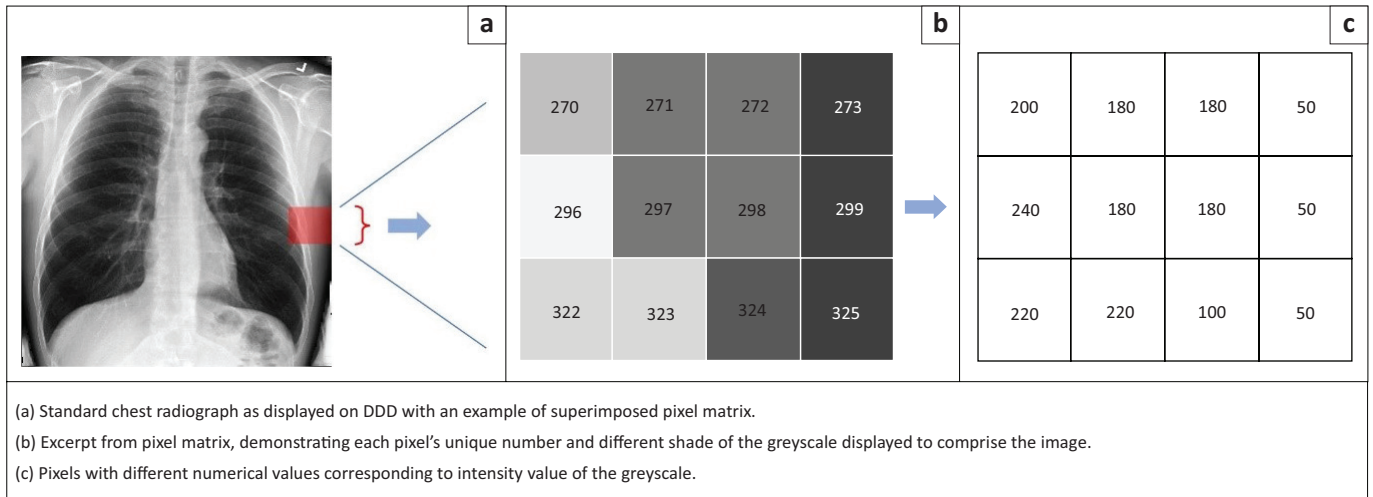 a
b
c
270 271 272 273
296 297 298 299
322 323 324 325
200 180 180 50
240 180 180 50
220 220 100 50
(a) Standard chest radiograph as displayed on DDD with an example of superimposed pixel matrix.
(b) Excerpt from pixel matrix, demonstrating each pixel’s unique number and different shade of the greyscale displayed to comprise the image.
(c) Pixels with different numerical values corresponding to intensity value of the greyscale.